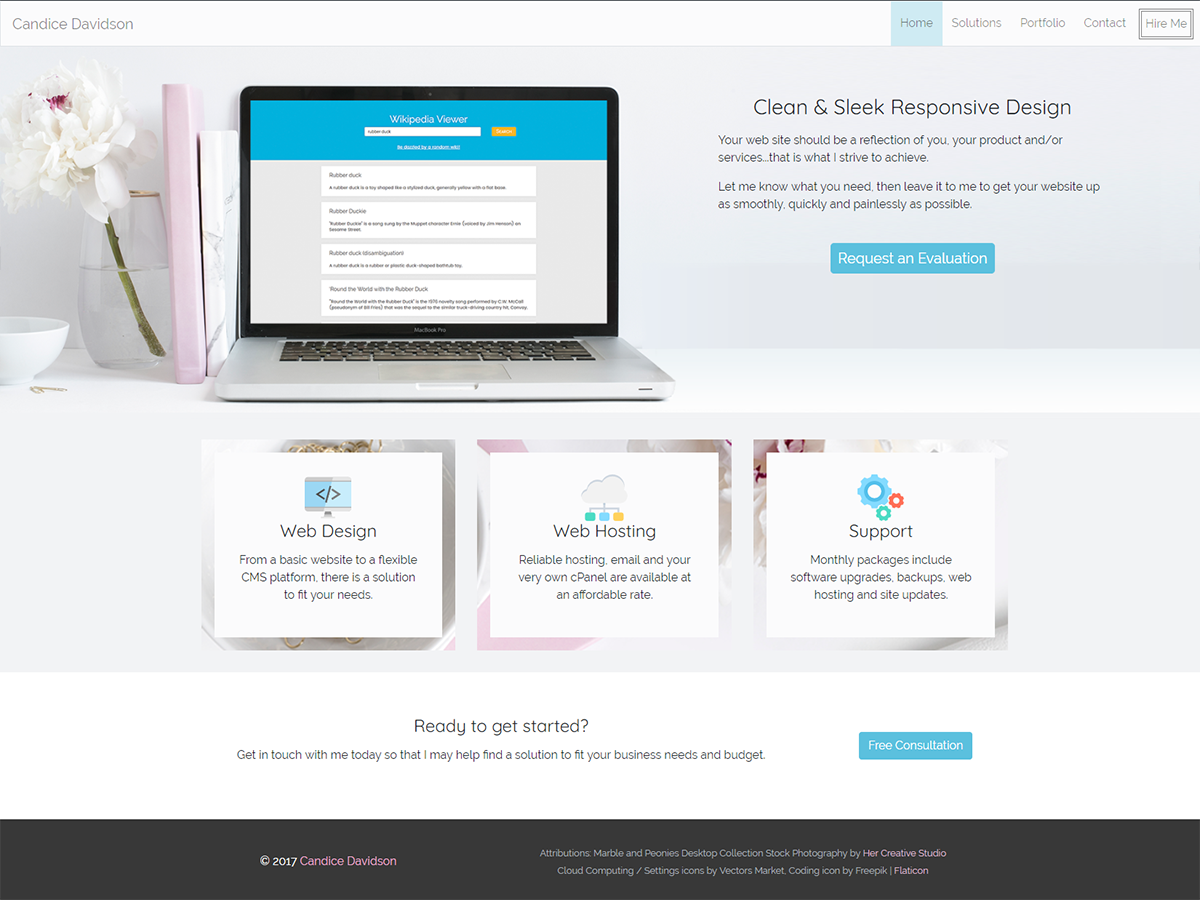 Candice Davidson
Home
Solutions
Portfolio
Contact
Hire Me
Wikipedia Viewer
rubber duck
Search
Be dazzled by a random wiki!
Rubber duck
A rubber duck is a toy shaped like a stylized duck, generally yellow with a flat base.
Rubber Duckie
"Rubber Duckie" is a song sung by the Muppet character Ernie (voiced by Jim Henson) on
Sesame Street.
Rubber duck (disambiguation)
A rubber duck is a rubber or plastic duck-shaped bathtub toy.
'Round the World with the Rubber Duck
"Round the World with the Rubber Duck" is the 1976 novelty song performed by C.W. McCall
(pseudonym of Bill Fries) that was the sequel to the similar truck-driving country hit, Convoy.
MacBook Pro
Clean & Sleek Responsive Design
Your web site should be a reflection of you, your product and/or
services...that is what I strive to achieve.
Let me know what you need, then leave it to me to get your website up
as smoothly, quickly and painlessly as possible.
Request an Evaluation
</>
Web Design
From a basic website to a flexible
CMS platform, there is a solution
to fit your needs.
Web Hosting
Reliable hosting, email and your
very own cPanel are available at
an affordable rate.
Support
Monthly packages include
software upgrades, backups, web
hosting and site updates.
Ready to get started?
Get in touch with me today so that I may help find a solution to fit your business needs and budget.
Free Consultation
© 2017 Candice Davidson
Attributions: Marble and Peonies Desktop Collection Stock Photography by Her Creative Studio
Cloud Computing / Settings icons by Vectors Market, Coding icon by Freepik | Flaticon